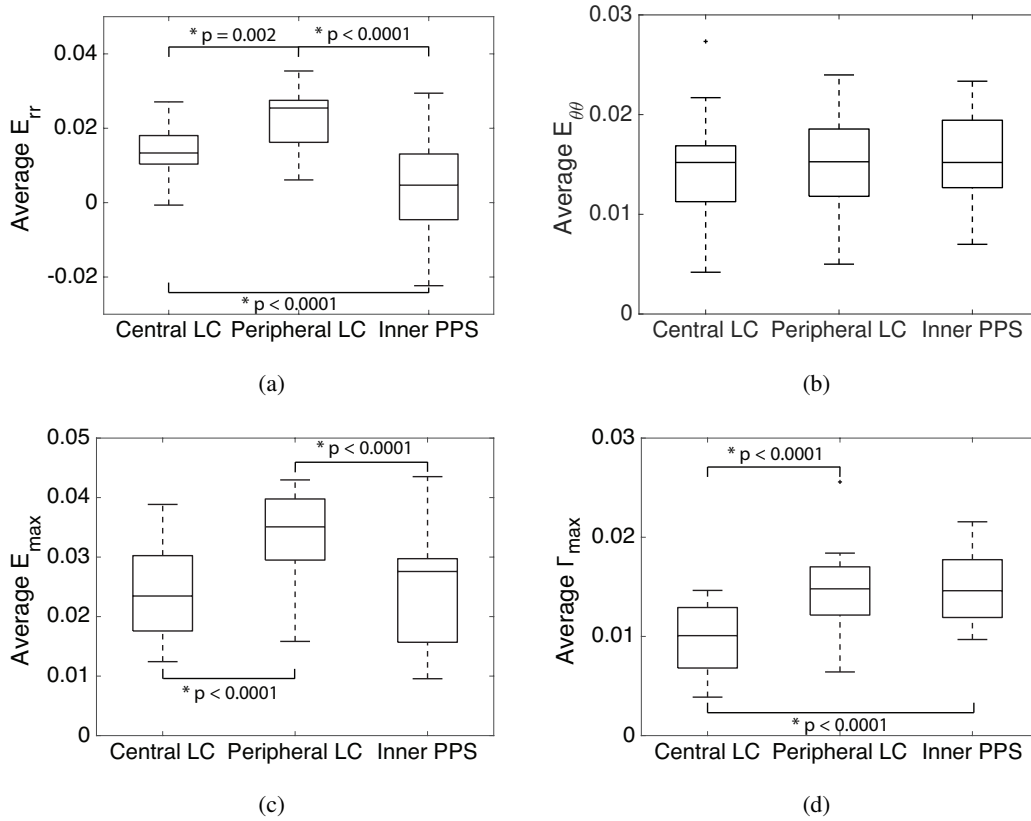 * p = 0.002
* p < 0.0001
0.04
0.02
0
-0.02
Average E_rr
* p < 0.0001
Central LC Peripheral LC Inner PPS
(a)
0.03
0.02
0.01
0
Average E_θθ
Central LC Peripheral LC Inner PPS
(b)
0.05
0.04
0.03
0.02
0.01
0
Average E_max
* p < 0.0001
* p < 0.0001
Central LC Peripheral LC Inner PPS
(c)
0.03
0.02
0.01
0
Average Γ_max
* p < 0.0001
* p < 0.0001
Central LC Peripheral LC Inner PPS
(d)